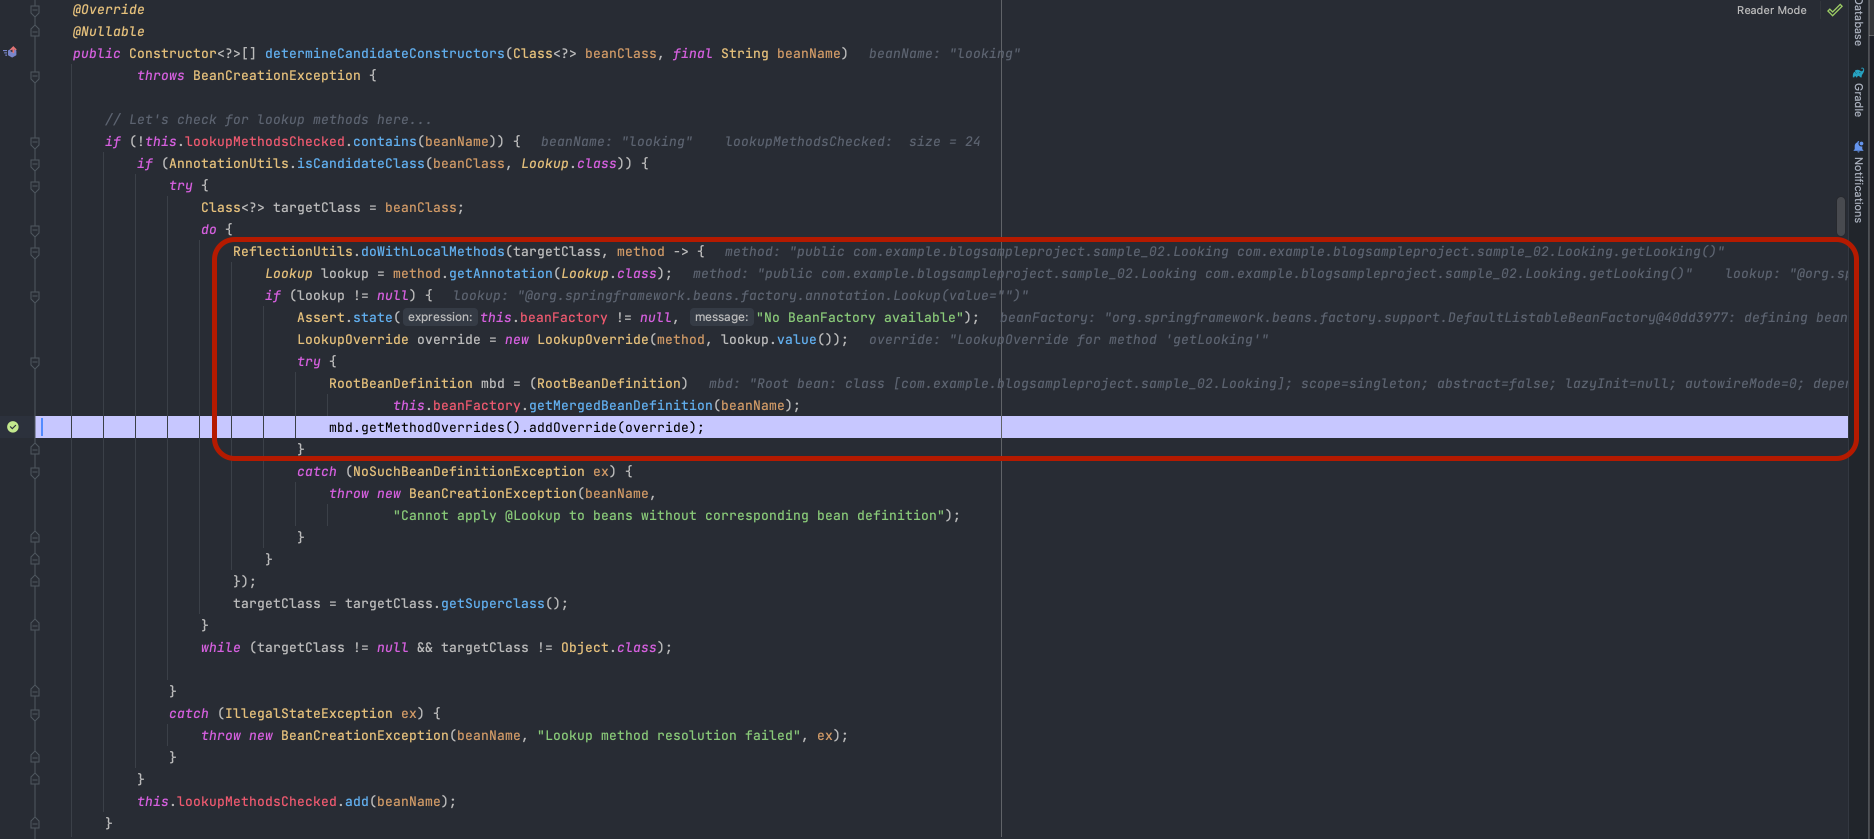 @Override
Reader Mode
@Nullable
public Constructor<?>[] determineCandidateConstructors(Class<?> beanClass, final String beanName) beanName: "looking"
throws BeanCreationException {
// Let's check for lookup methods here...
if (!this.lookupMethodsChecked.contains(beanName)) { beanName: "looking" lookupMethodsChecked: size = 24
if (AnnotationUtils.isCandidateClass(beanClass, Lookup.class)) {
try {
Class<?> targetClass = beanClass;
do {
ReflectionUtils.doWithLocalMethods(targetClass, method -> { method: "public com.example.blogsampleproject.sample_02.Looking com.example.blogsampleproject.sample_02.Looking.getLooking()"
Lookup lookup = method.getAnnotation(Lookup.class); method: "public com.example.blogsampleproject.sample_02.Looking com.example.blogsampleproject.sample_02.Looking.getLooking()" lookup: "@org.sp
if (lookup != null) { lookup: "@org.springframework.beans.factory.annotation.Lookup(value="")"
Assert.state( expression: this.beanFactory != null, message: "No BeanFactory available"); beanFactory: "org.springframework.beans.factory.support.DefaultListableBeanFactory@40dd3977: defining bean
LookupOverride override = new LookupOverride(method, lookup.value()); override: "LookupOverride for method 'getLooking'"
try {
RootBeanDefinition mbd = (RootBeanDefinition) mbd: "Root bean: class [com.example.blogsampleproject.sample_02.Looking]; scope=singleton; abstract=false; lazyInit=null; autowireMode=0; depen
this.beanFactory.getMergedBeanDefinition(beanName);
mbd.getMethodOverrides().addOverride(override);
}
catch (NoSuchBeanDefinitionException ex) {
throw new BeanCreationException(beanName,
"Cannot apply @Lookup to beans without corresponding bean definition");
}
}
});
targetClass = targetClass.getSuperclass();
}
while (targetClass != null && targetClass != Object.class);
}
catch (IllegalStateException ex) {
throw new BeanCreationException(beanName, "Lookup method resolution failed", ex);
}
}
this.lookupMethodsChecked.add(beanName);
}
Database
Gradle
Notifications